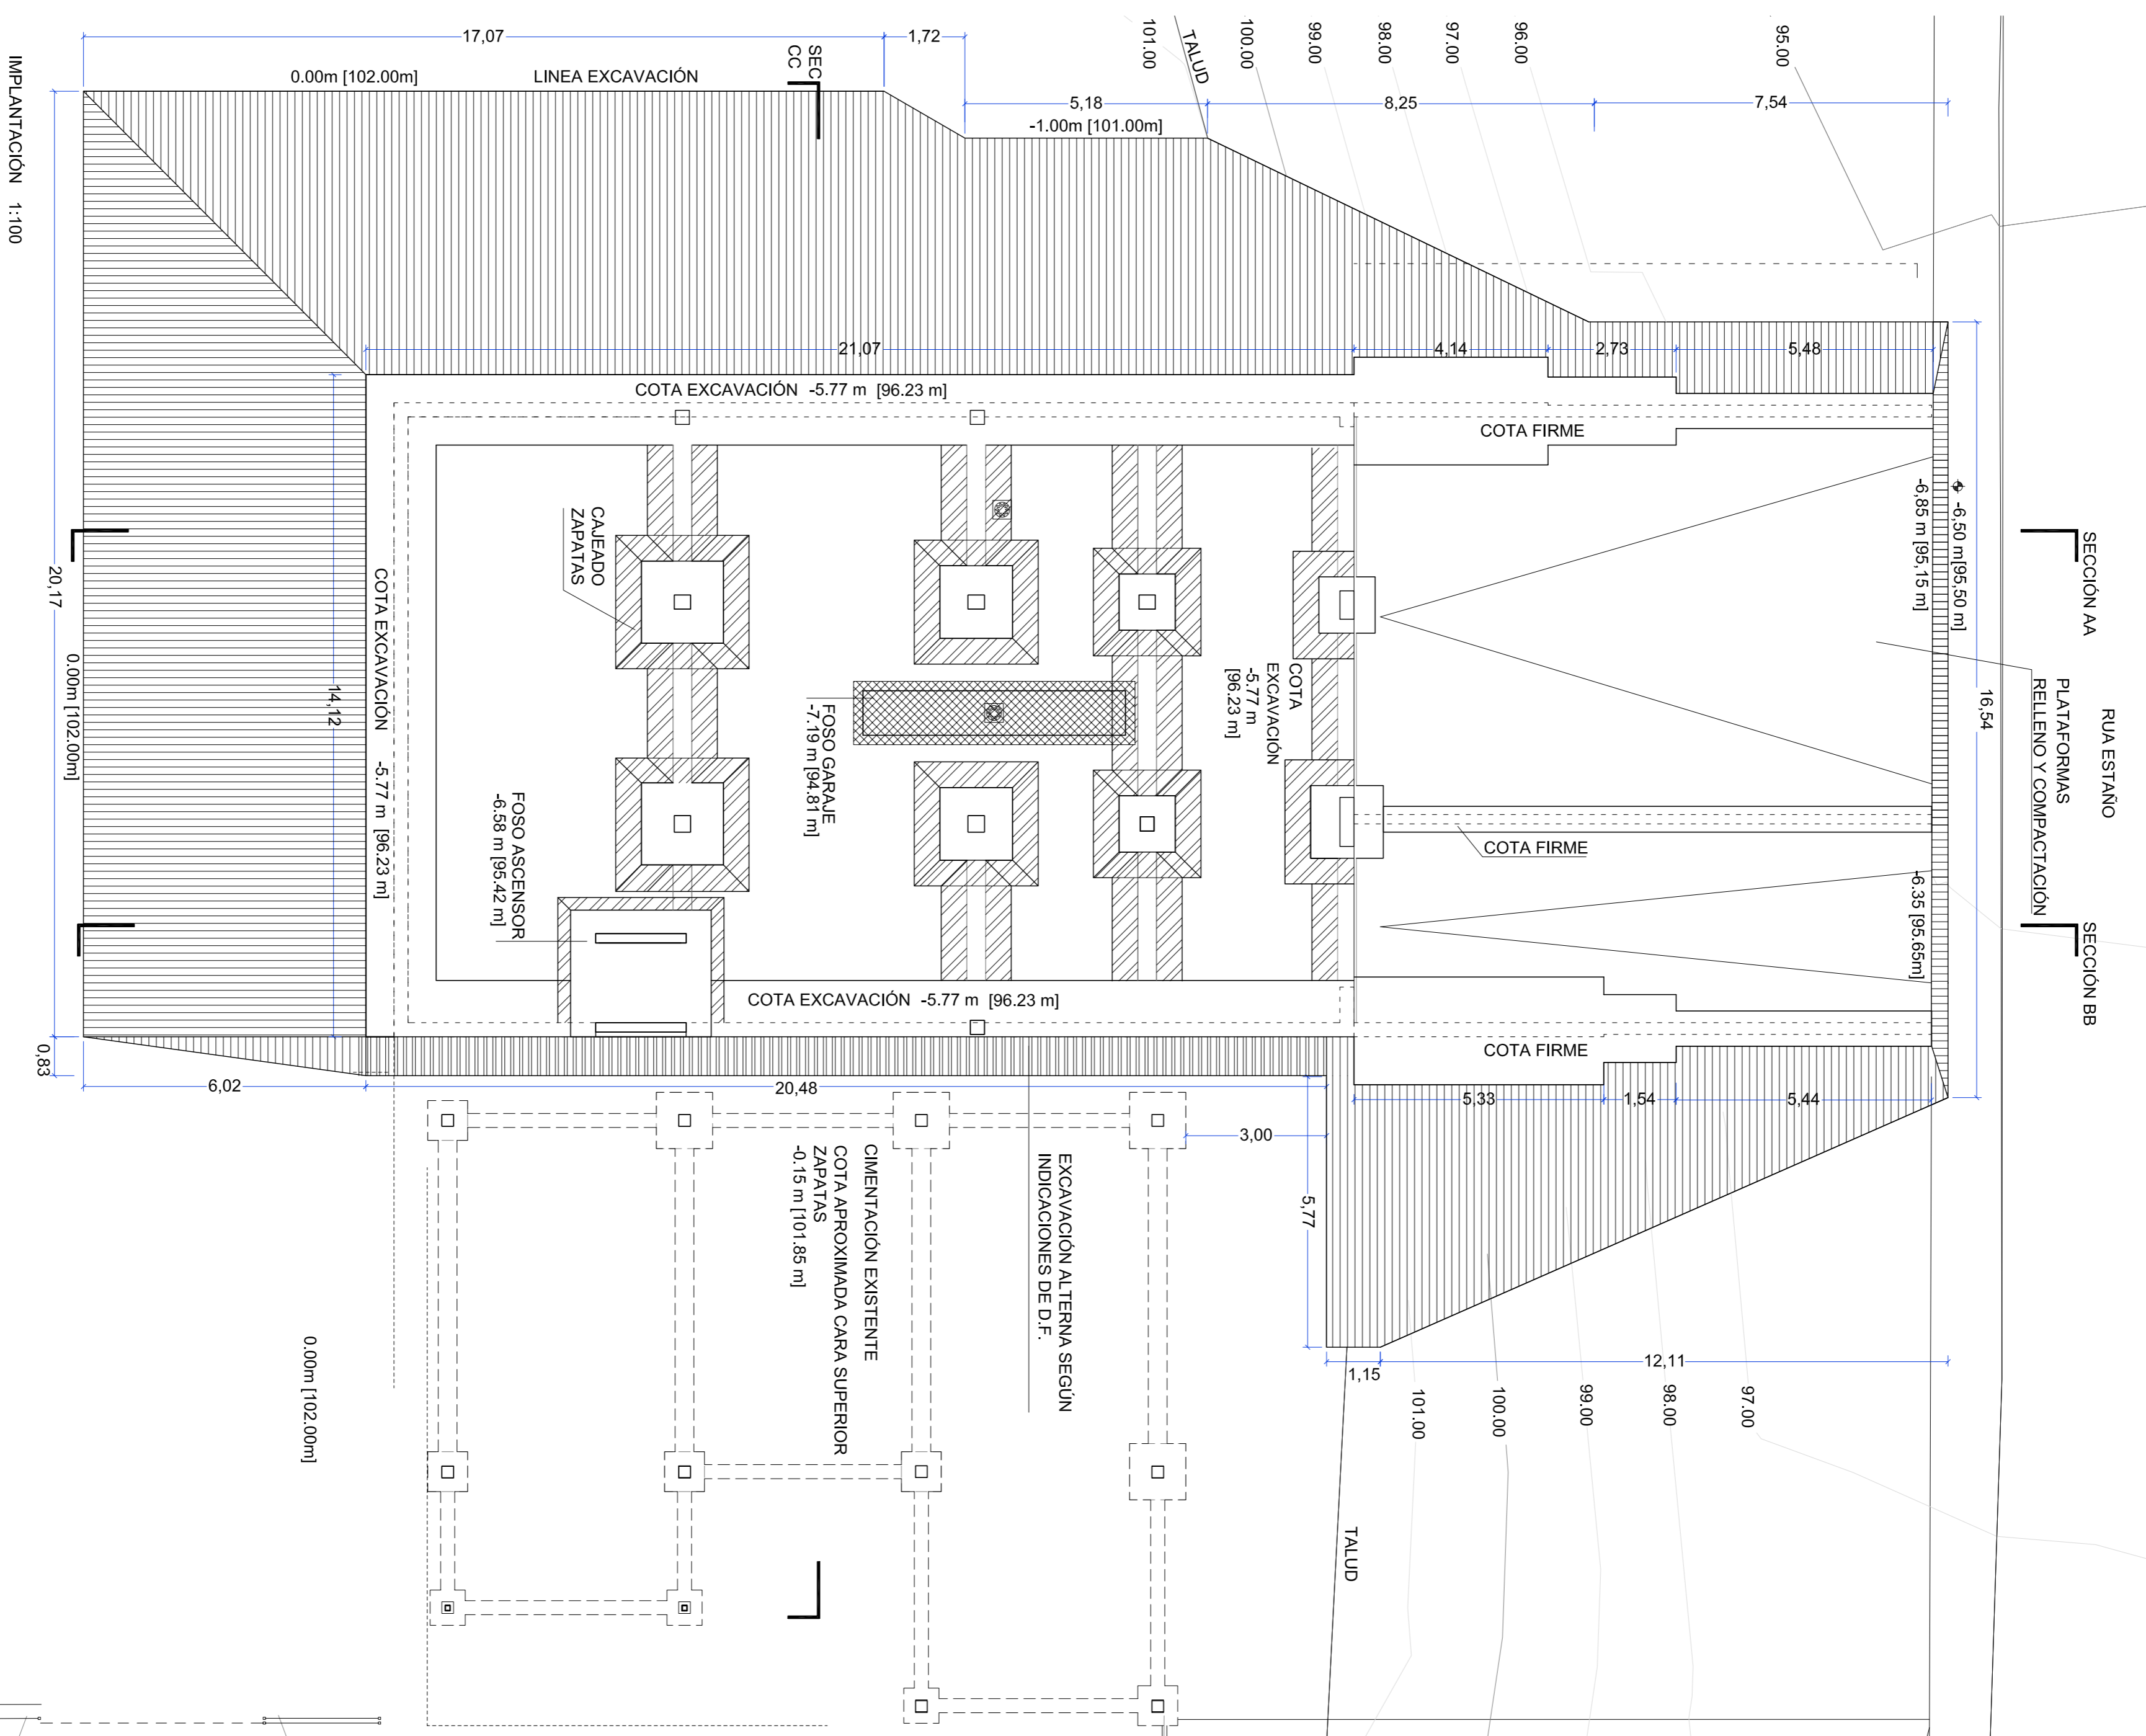 17,07
1,72
SEC
CC
0.00m [102.00m]
LINEA EXCAVACIÓN
5,18
8,25
7,54
-1.00m [101.00m]
101.00
TALUD
100.00
99.00
98.00
97.00
96.00
95.00
IMPLANTACIÓN 1:100
21,07
4,14
2,73
5,48
COTA EXCAVACIÓN -5.77 m [96.23 m]
COTA FIRME
-6,50 m[95,50 m]
-6,85 m [95,15 m]
SECCIÓN AA
16,54
RUA ESTAÑO
PLATAFORMAS
RELLENO Y COMPACTACIÓN
CAJEADO
ZAPATAS
20,17
0.00m [102.00m]
14,12
COTA EXCAVACIÓN -5.77 m [96.23 m]
COTA
EXCAVACIÓN
-5.77 m
[96.23 m]
FOSO GARAJE
-7.19 m [94.81 m]
FOSO ASCENSOR
-6.58 m [95.42 m]
COTA FIRME
-6.35 [95.65m]
SECCIÓN BB
COTA EXCAVACIÓN -5.77 m [96.23 m]
COTA FIRME
0,83
6,02
20,48
5,33
1,54
5,44
3,00
5,77
EXCAVACIÓN ALTERNA SEGÚN
INDICACIONES DE D.F.
CIMENTACIÓN EXISTENTE
COTA APROXIMADA CARA SUPERIOR
ZAPATAS
-0.15 m [101.85 m]
0.00m [102.00m]
1,15
12,11
101.00
100.00
99.00
98.00
97.00
TALUD